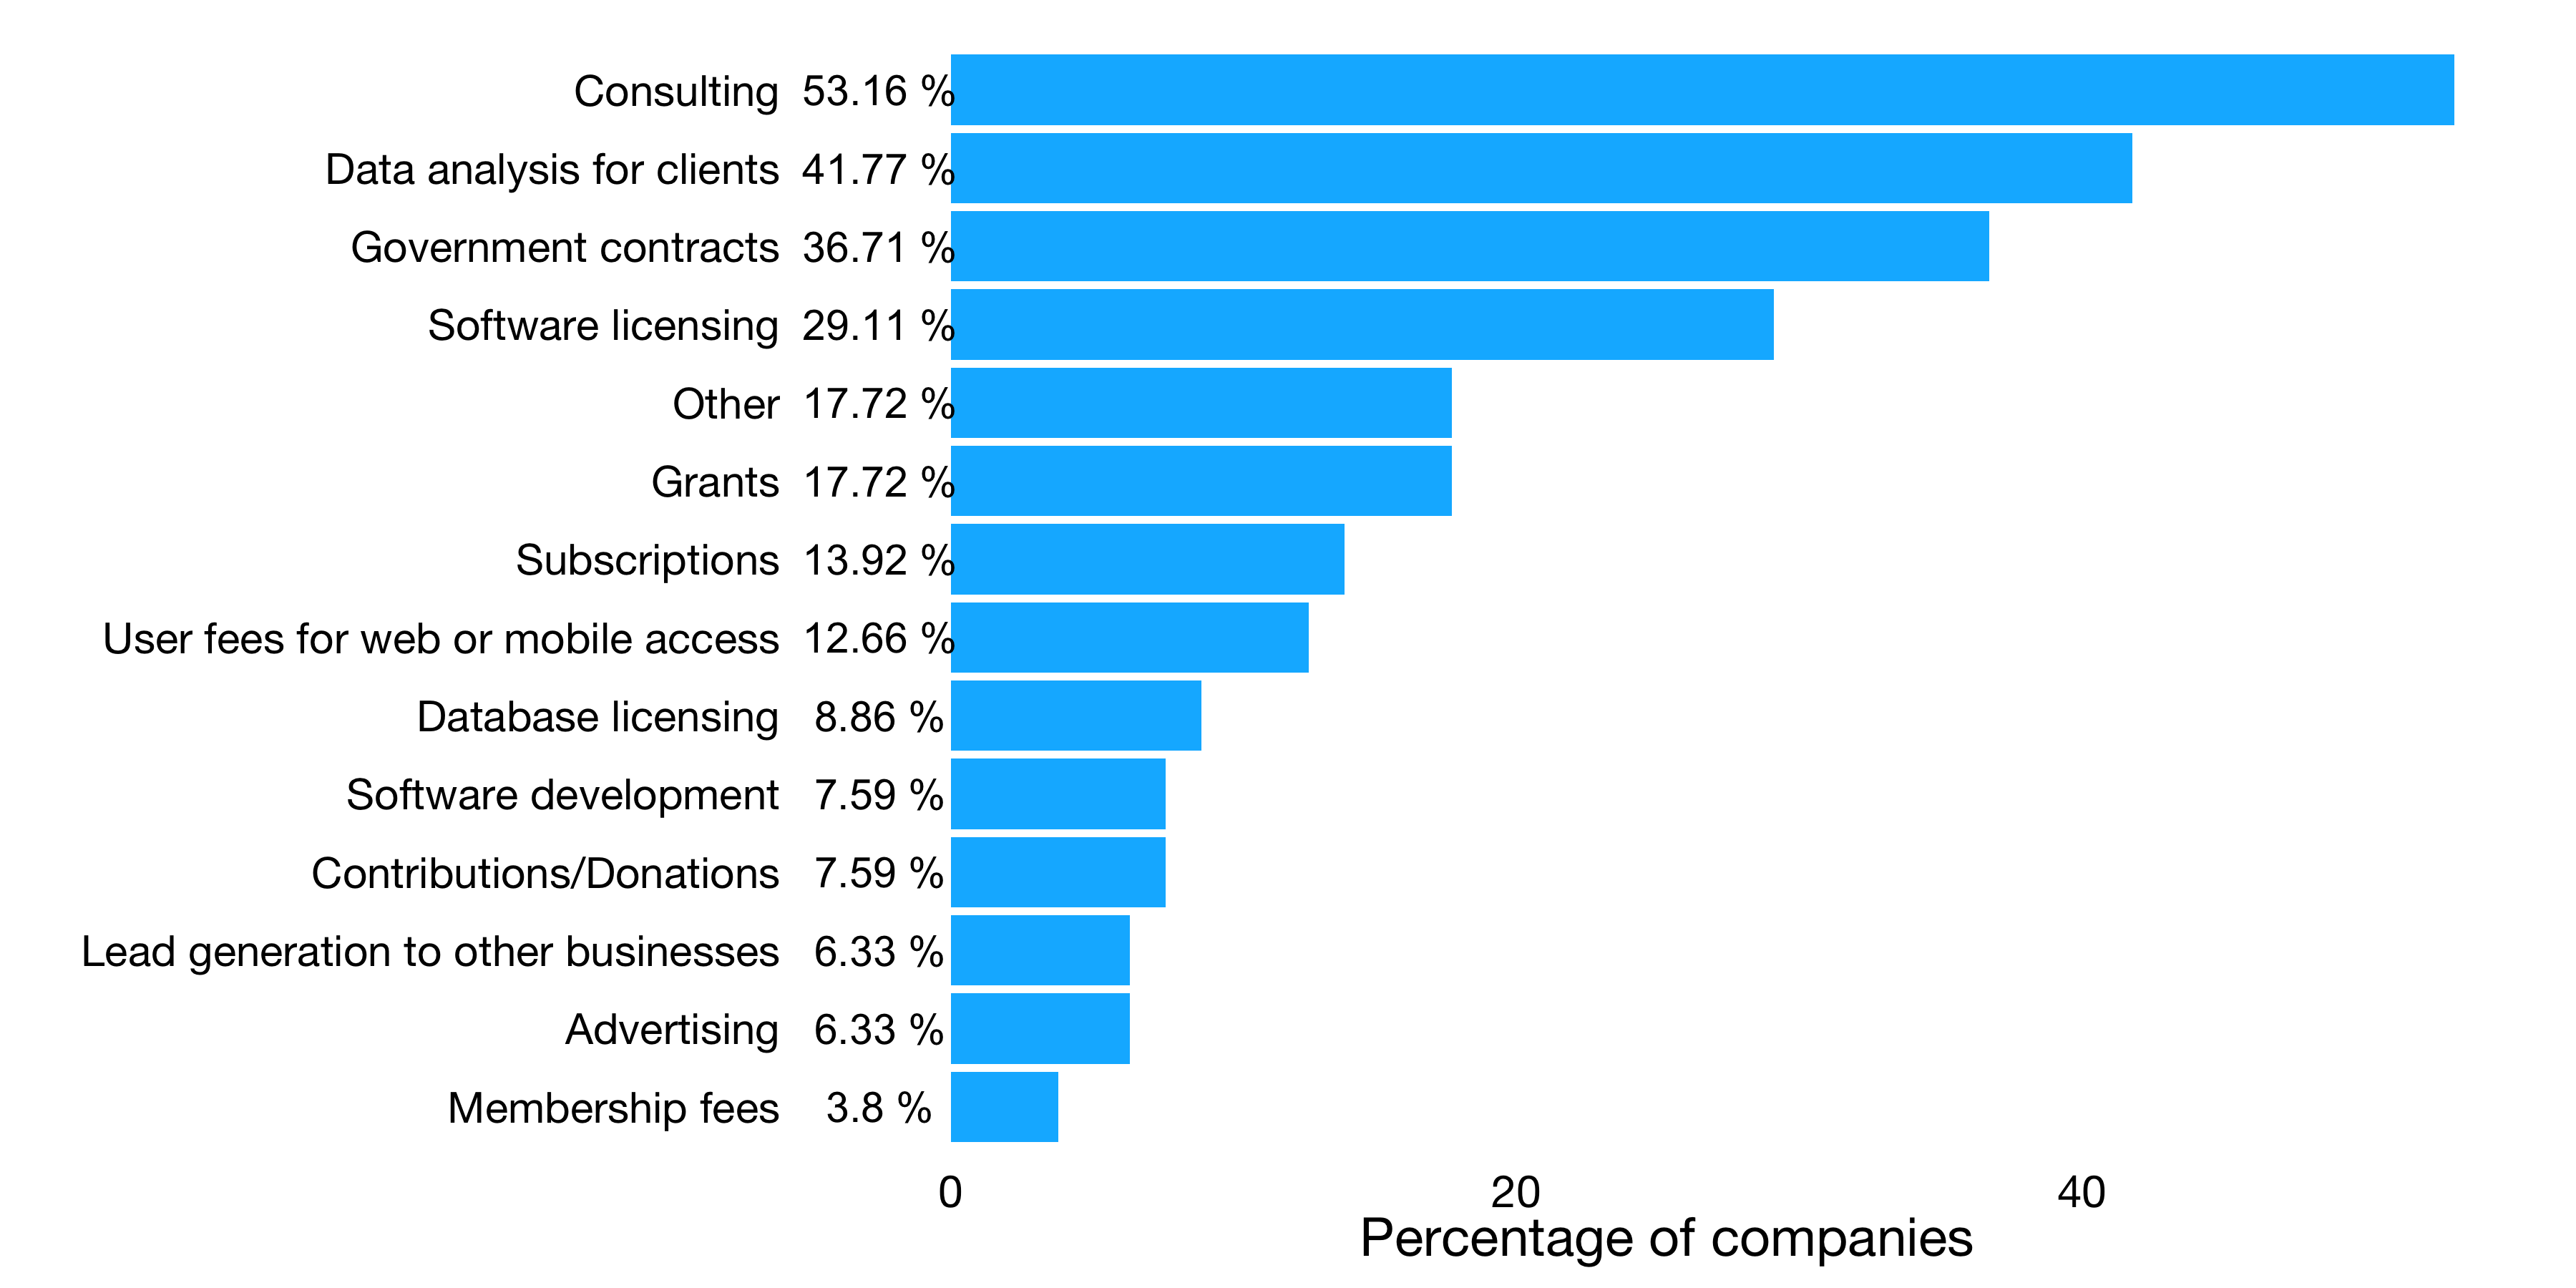 Consulting 53.16 %
Data analysis for clients 41.77 %
Government contracts 36.71 %
Software licensing 29.11 %
Other 17.72 %
Grants 17.72 %
Subscriptions 13.92 %
User fees for web or mobile access 12.66 %
Database licensing 8.86 %
Software development 7.59 %
Contributions/Donations 7.59 %
Lead generation to other businesses 6.33 %
Advertising 6.33 %
Membership fees 3.8 %
0 20 40
Percentage of companies